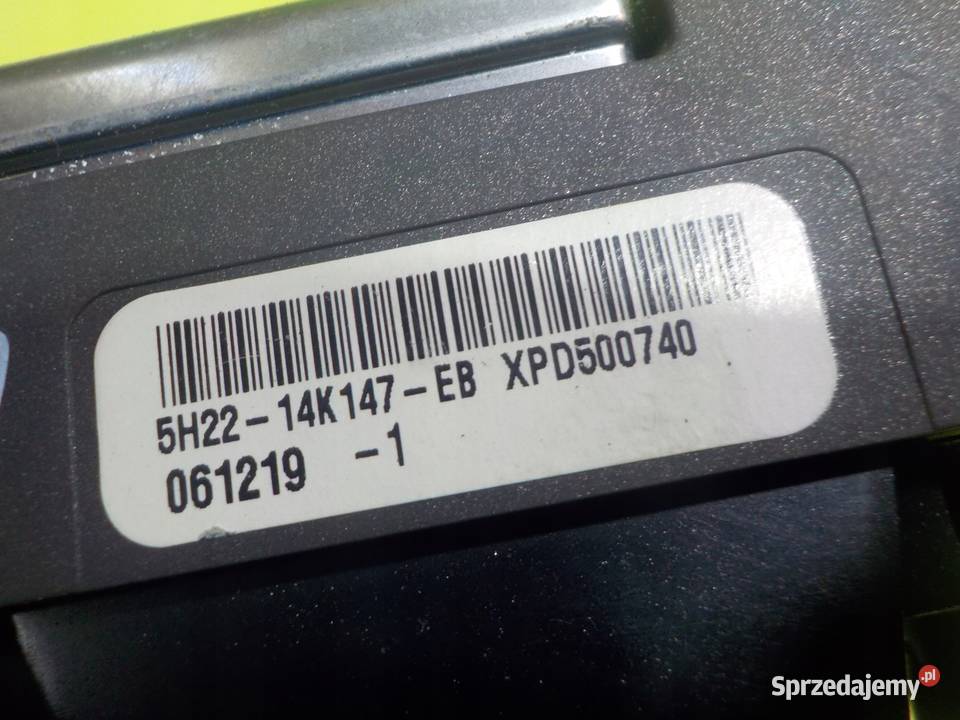 5H22-14K147-EB XPD500740
061219 -1
Sprzedajemy.pl